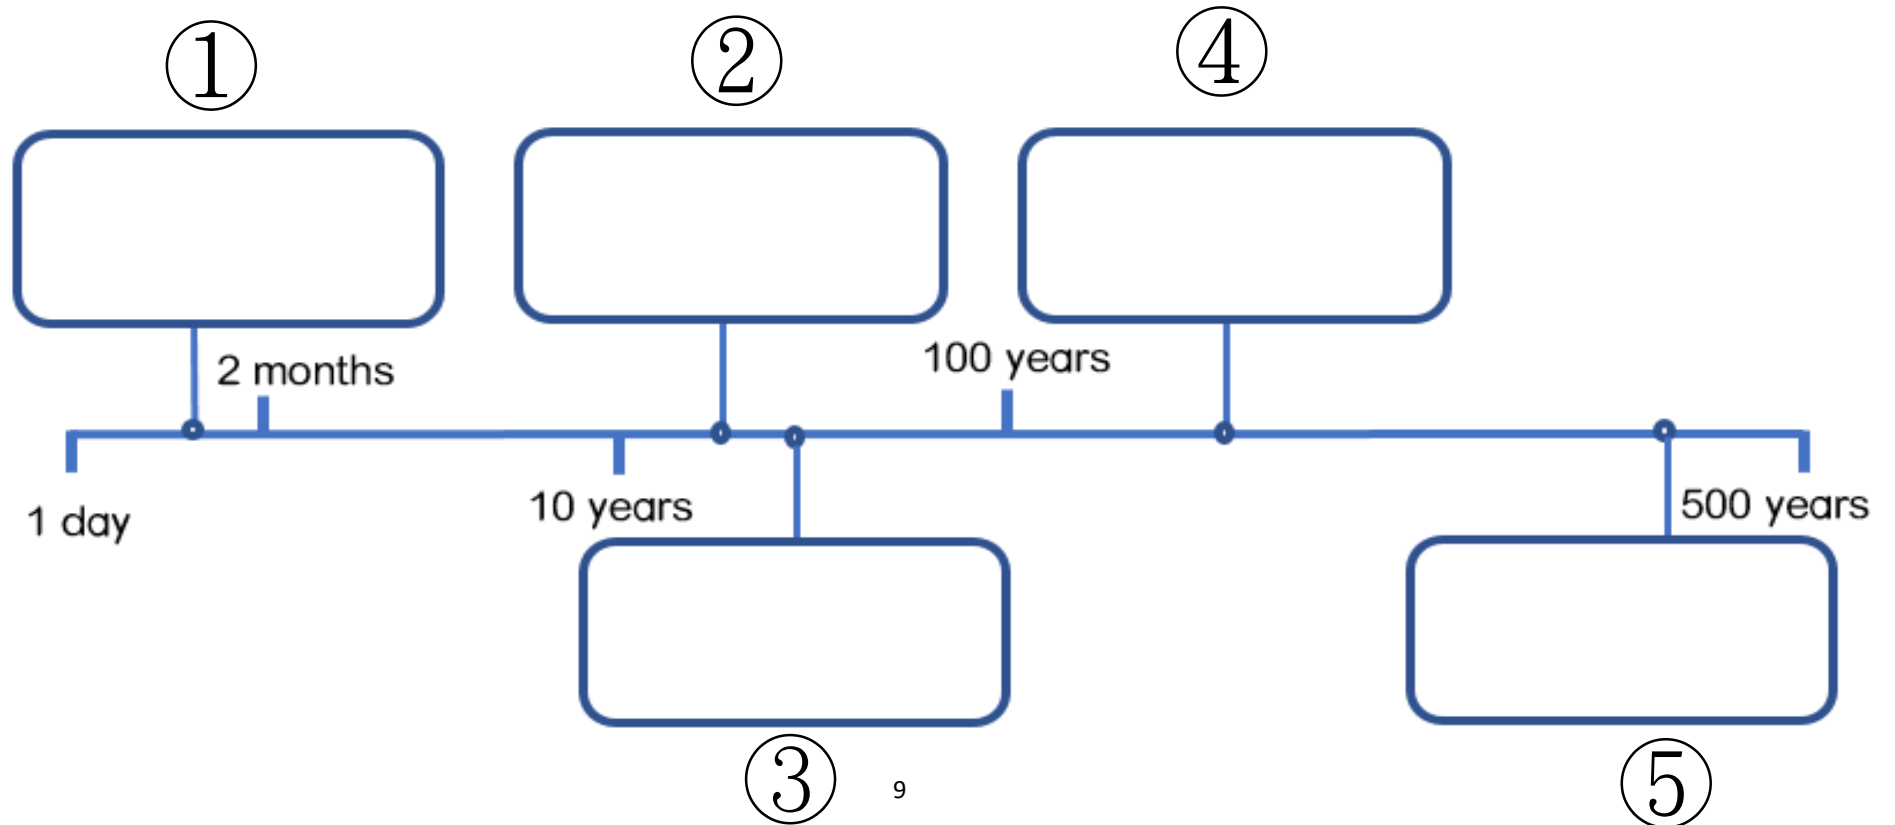 ①
②
④
2 months
100 years
1 day
10 years
500 years
③
9
⑤